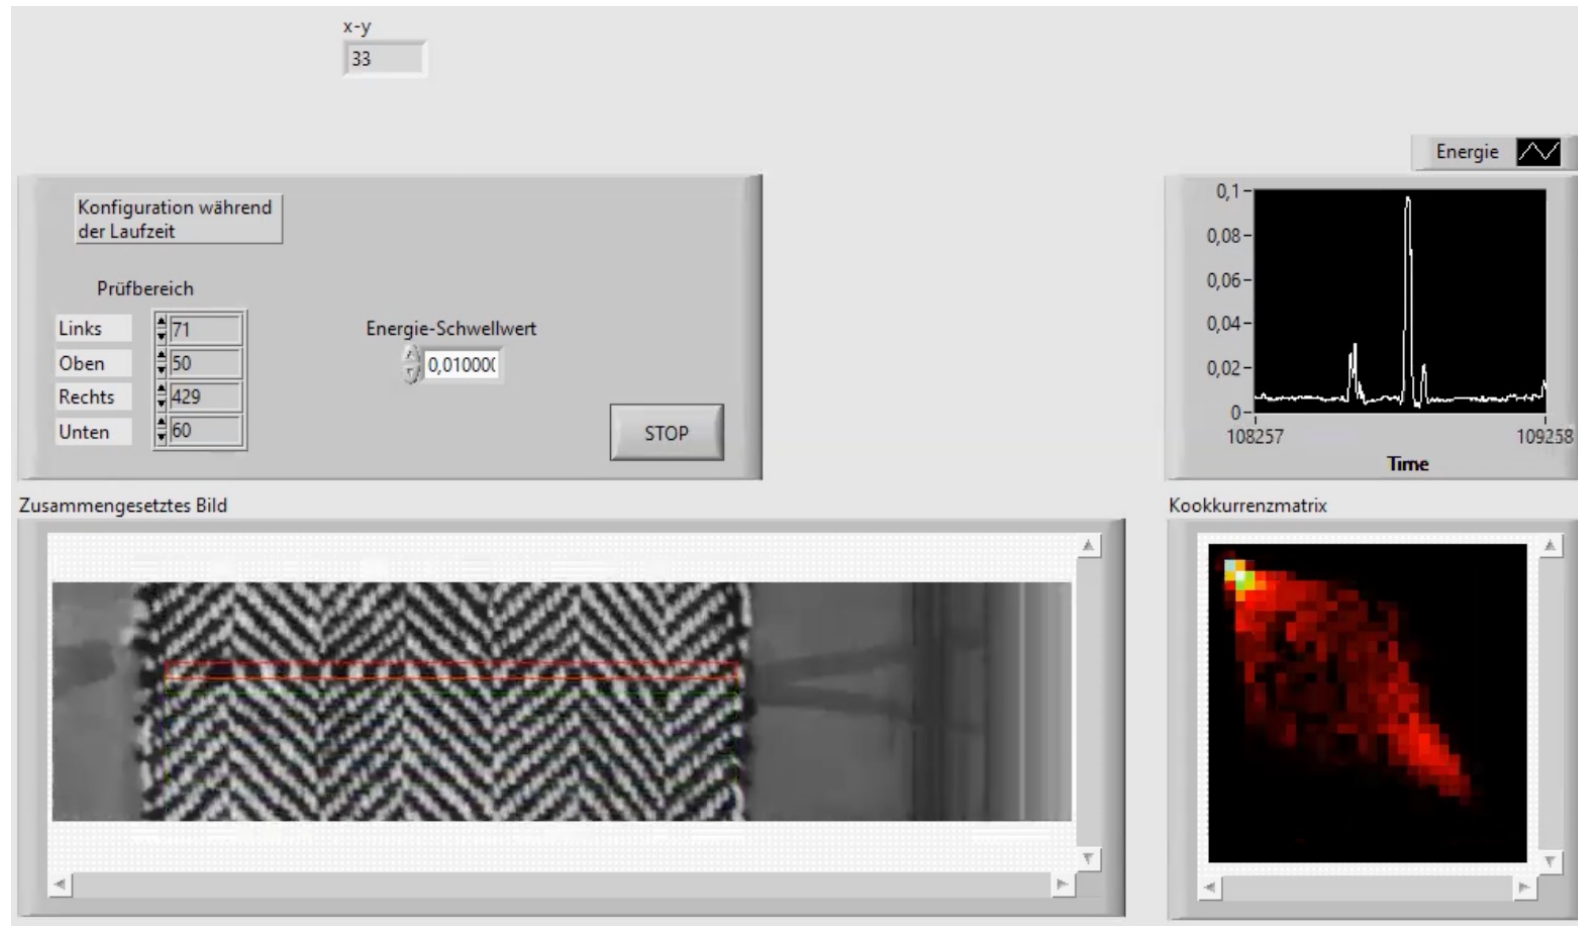 x-y
33
Energie
Konfiguration während
der Laufzeit
Prüfbereich
Links 71
Oben 50
Rechts 429
Unten 60
Energie-Schwellwert
0,010000
STOP
0,1
0,08
0,06
0,04
0,02
0
108257 109258
Time
Zusammengesetztes Bild
Kookkurrenzmatrix